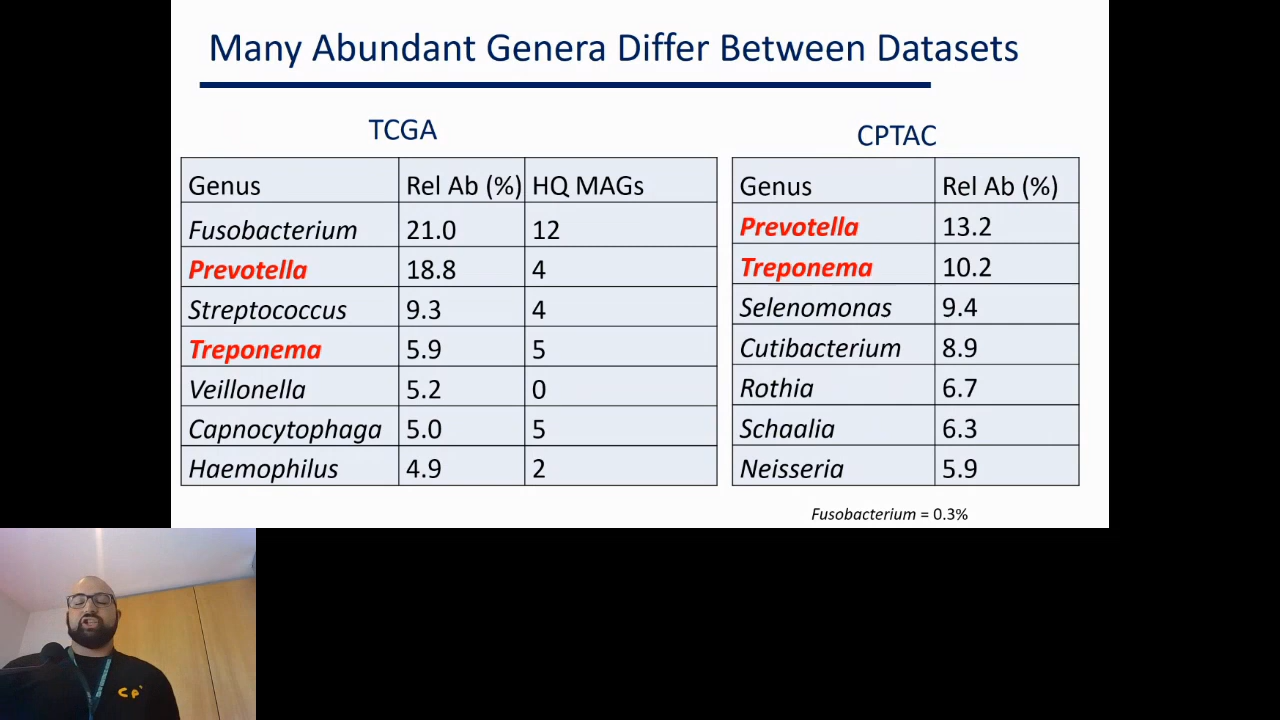 Many Abundant Genera Differ Between Datasets
TCGA
Genus Rel Ab (%) HQ MAGs
Fusobacterium 21.0 12
Prevotella 18.8 4
Streptococcus 9.3 4
Treponema 5.9 5
Veillonella 5.2 0
Capnocytophaga 5.0 5
Haemophilus 4.9 2
CPTAC
Genus Rel Ab (%)
Prevotella 13.2
Treponema 10.2
Selenomonas 9.4
Cutibacterium 8.9
Rothia 6.7
Schaalia 6.3
Neisseria 5.9
Fusobacterium = 0.3%